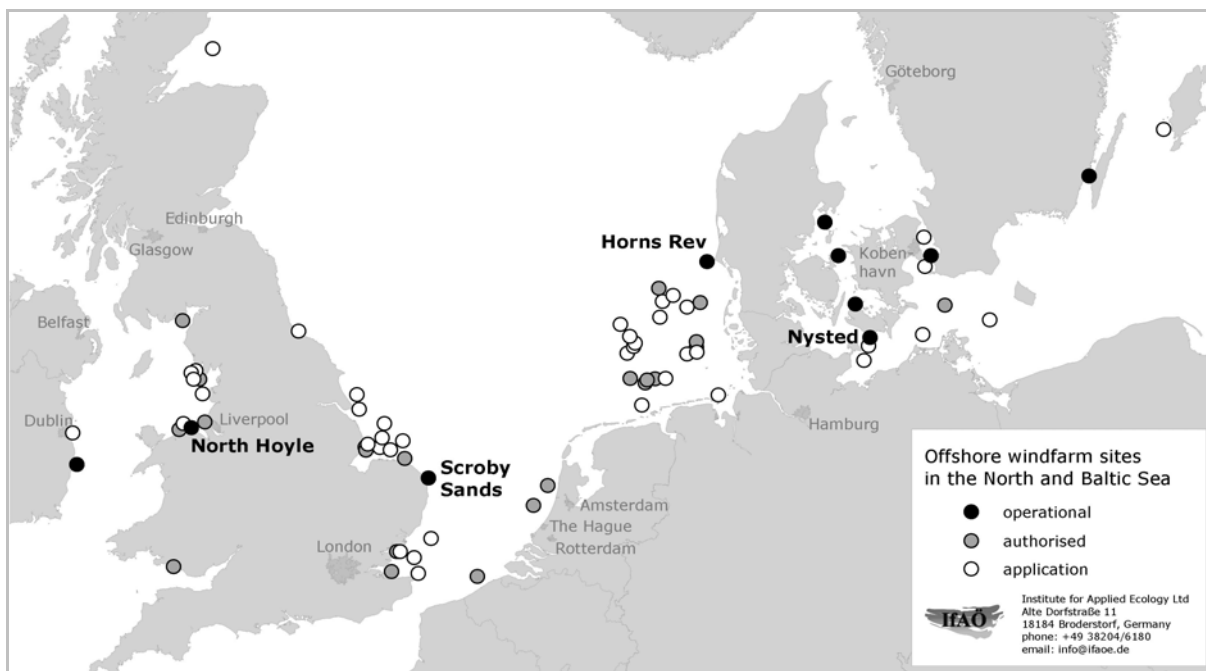 Göteborg
Edinburgh
Glasgow
Horns Rev
Koben-
havn
Belfast
Nysted
Dublin
Liverpool
Hamburg
North Hoyle
Scroby
Sands
Amsterdam
The Hague
Rotterdam
London
Offshore windfarm sites
in the North and Baltic Sea
operational
authorised
application
IfAÖ
Institute for Applied Ecology Ltd
Alte Dorfstraße 11
18184 Broderstorf, Germany
phone: +49 38204/6180
email: info@ifaoe.de